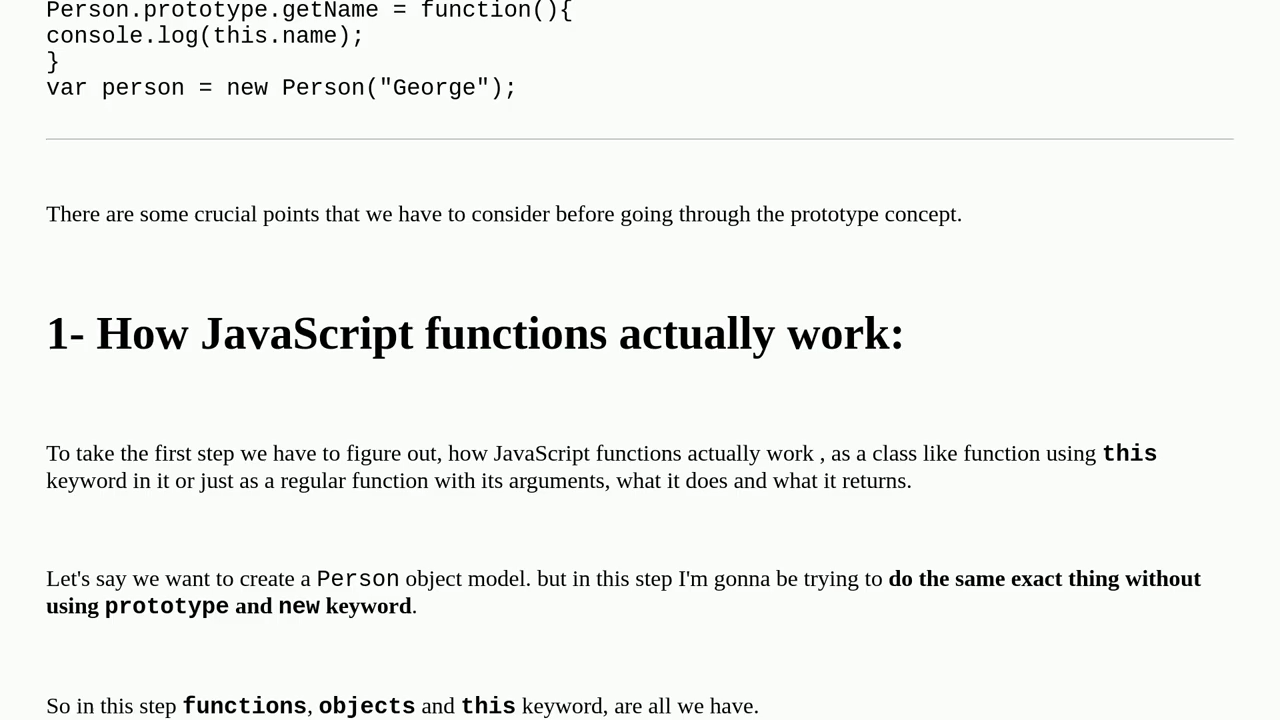 Person.prototype.getName = function(){
console.log(this.name);
}
var person = new Person("George");
There are some crucial points that we have to consider before going through the prototype concept.
1- How JavaScript functions actually work:
To take the first step we have to figure out, how JavaScript functions actually work , as a class like function using this
keyword in it or just as a regular function with its arguments, what it does and what it returns.
Let's say we want to create a Person object model. but in this step I'm gonna be trying to do the same exact thing without
using prototype and new keyword.
So in this step functions, objects and this keyword, are all we have.